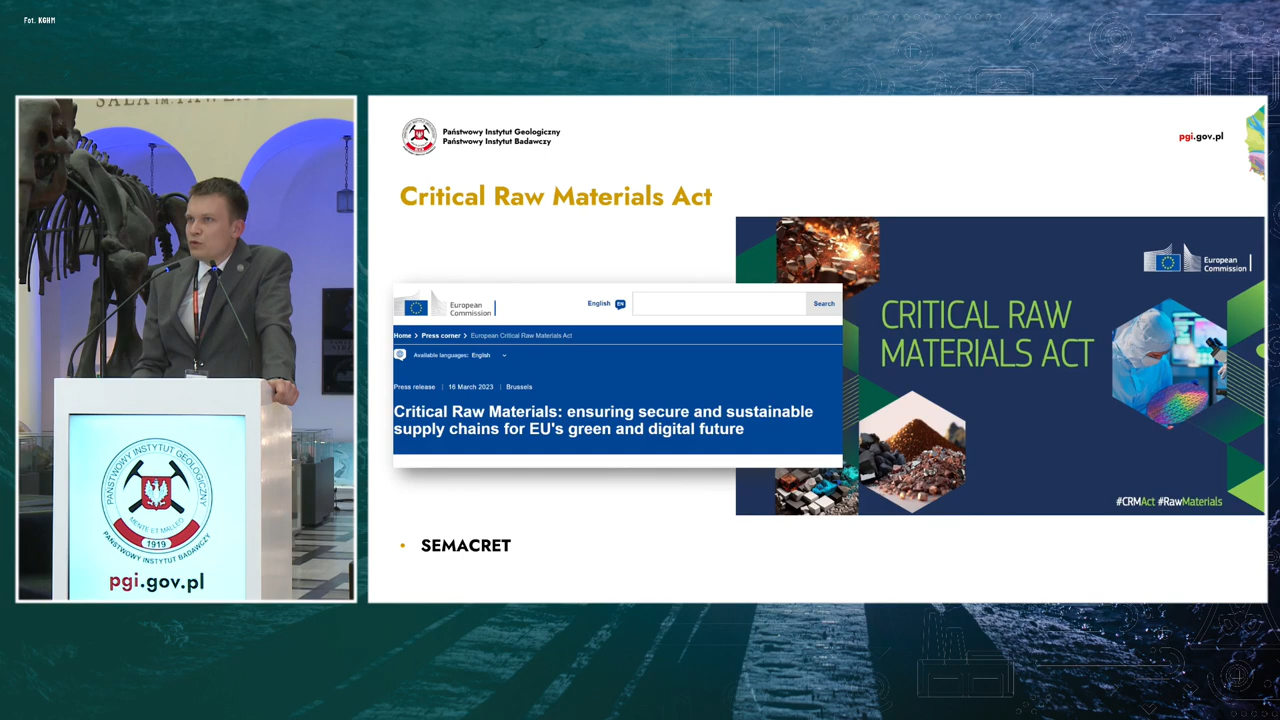 Fot. KGHM
Państwowy Instytut Geologiczny
Państwowy Instytut Badawczy
pgi.gov.pl
Critical Raw Materials Act
European
Commission
English EN
Search
Home > Press corner > European Critical Raw Materials Act
Available languages: English
Press release | 16 March 2023 | Brussels
Critical Raw Materials: ensuring secure and sustainable
supply chains for EU's green and digital future
European
Commission
CRITICAL RAW
MATERIALS ACT
#CRMAct #RawMaterials
• SEMACRET
PAŃSTWOWY INSTYTUT GEOLOGICZNY
MENTE ET MALLEO
1919
PAŃSTWOWY INSTYTUT BADAWCZY
pgi.gov.pl